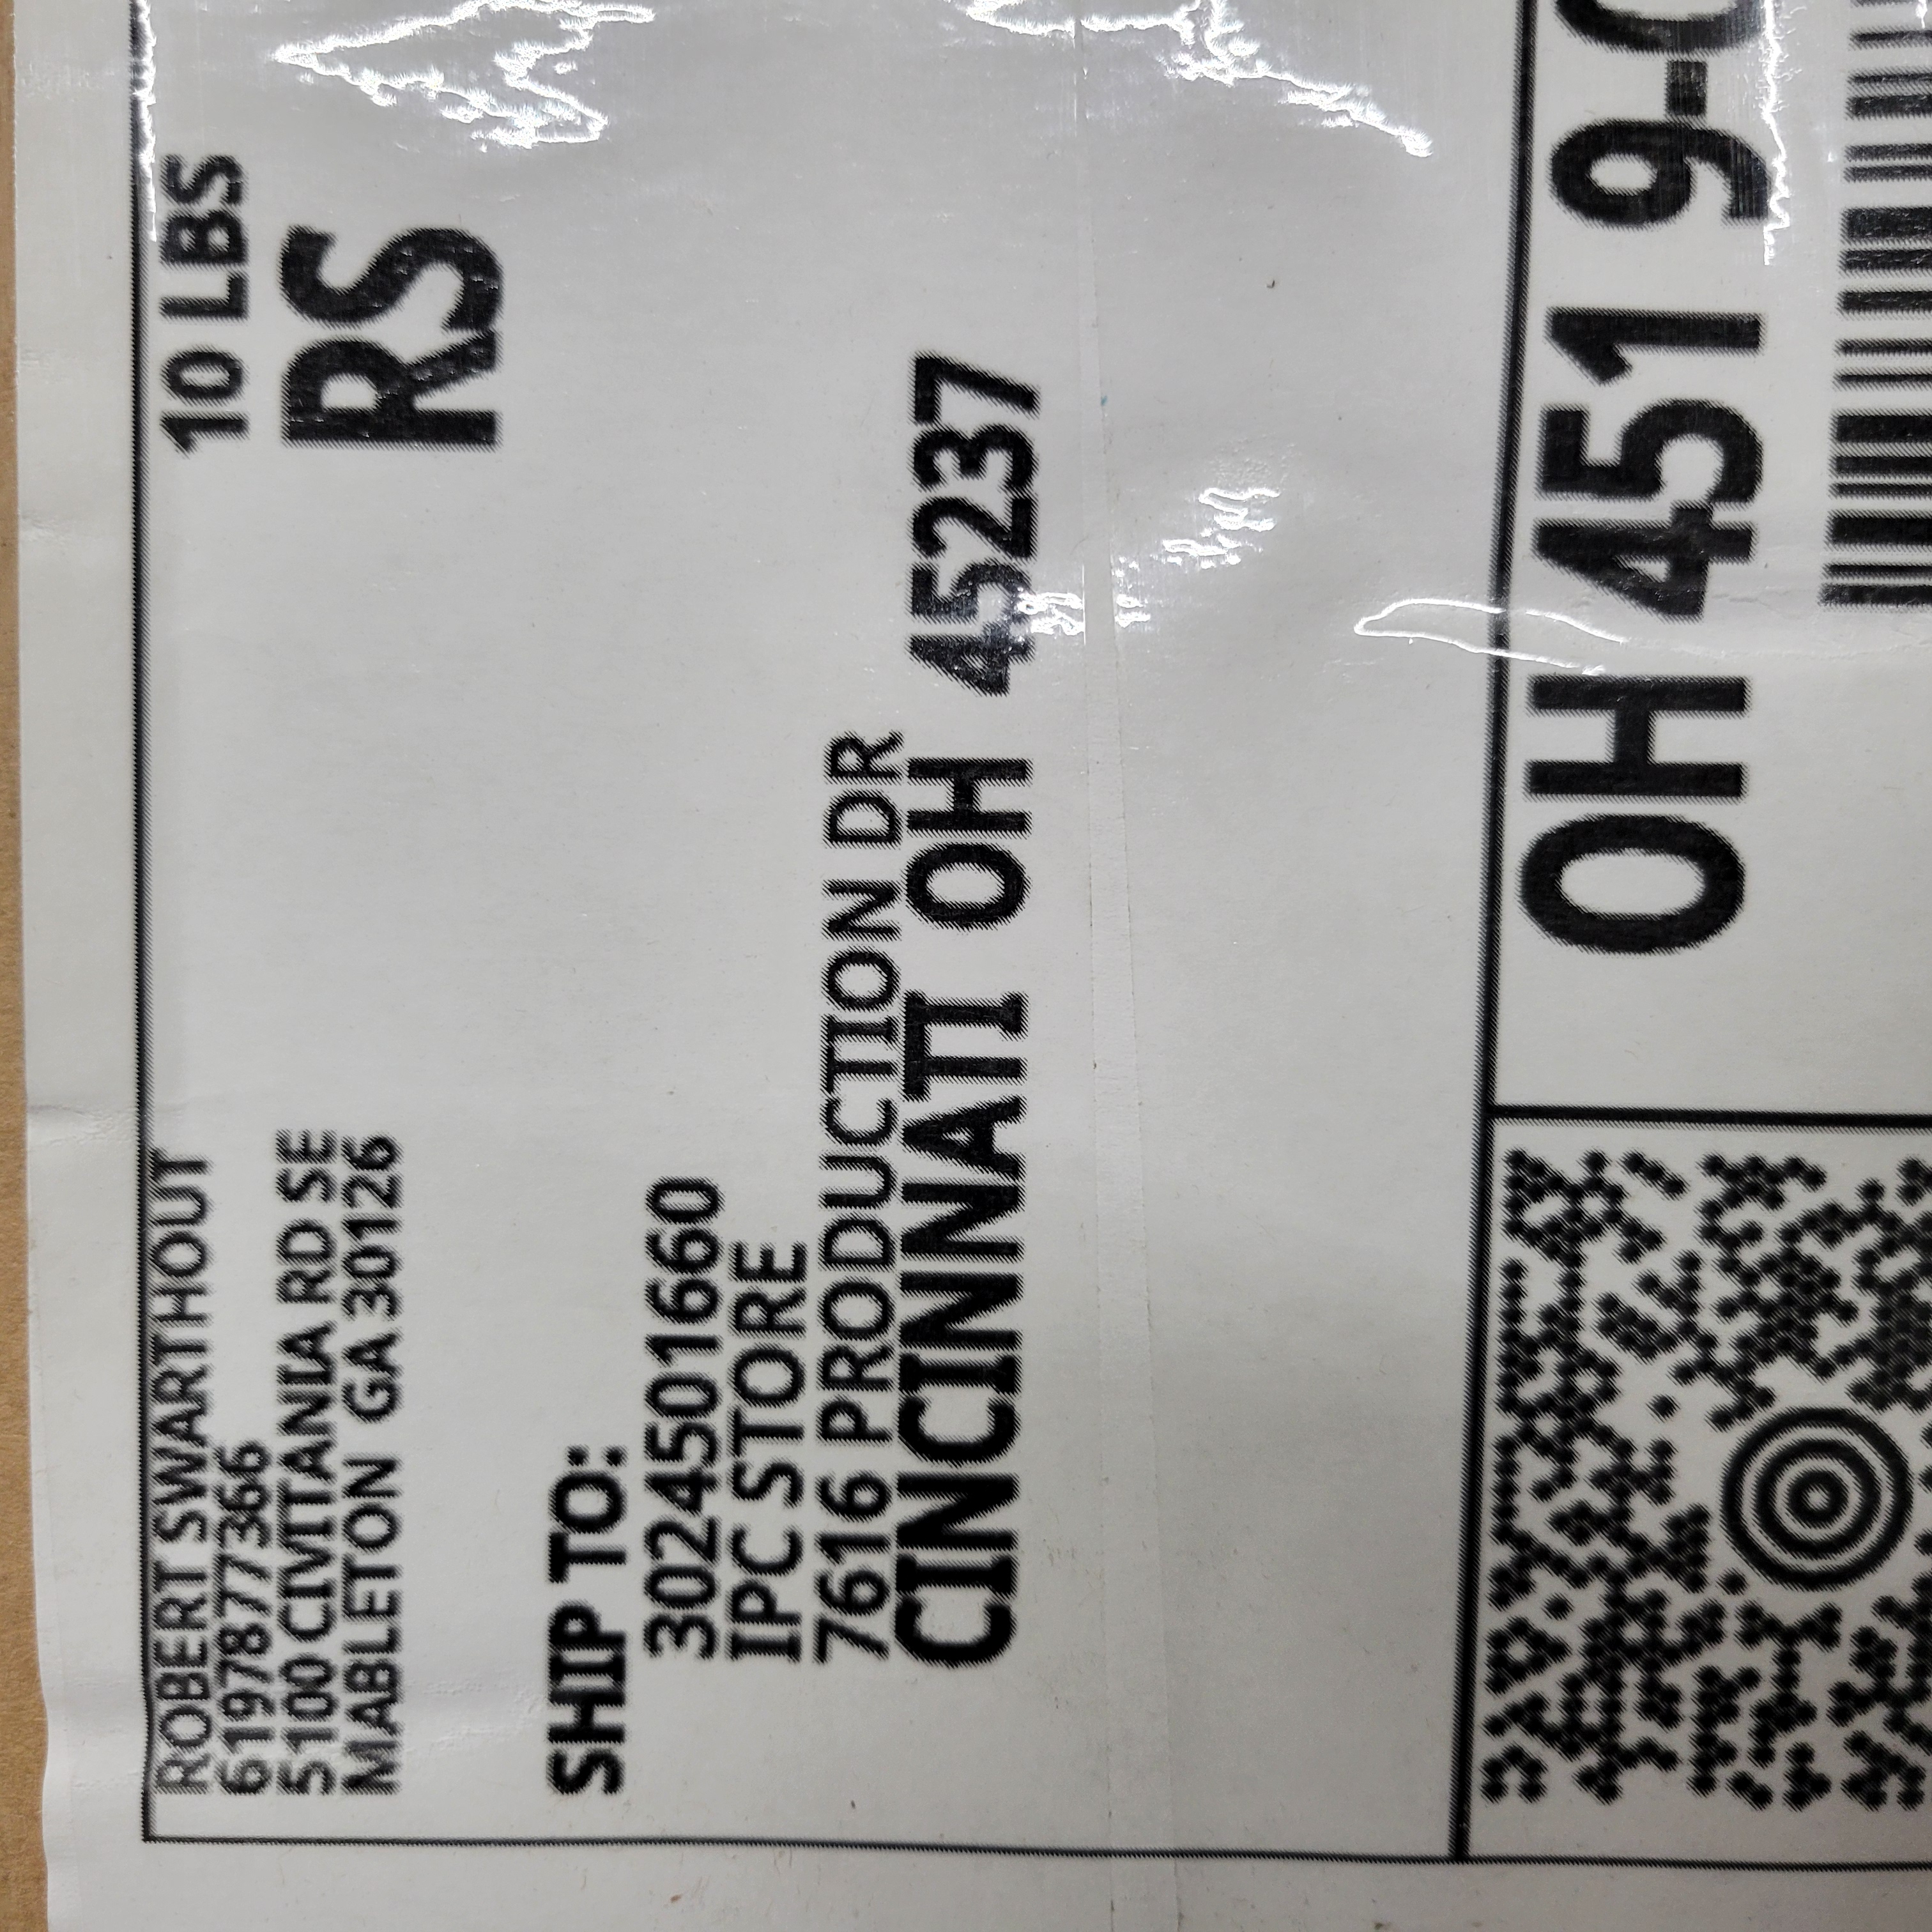 ROBERT SWARTHOUT
6197877366
5100 CIVITANIA RD SE
MABLETON GA 30126
10 LBS
RS
SHIP TO:
3024501660
IPC STORE
7616 PRODUCTION DR
CINCINNATI OH 45237
OH 451 9-0